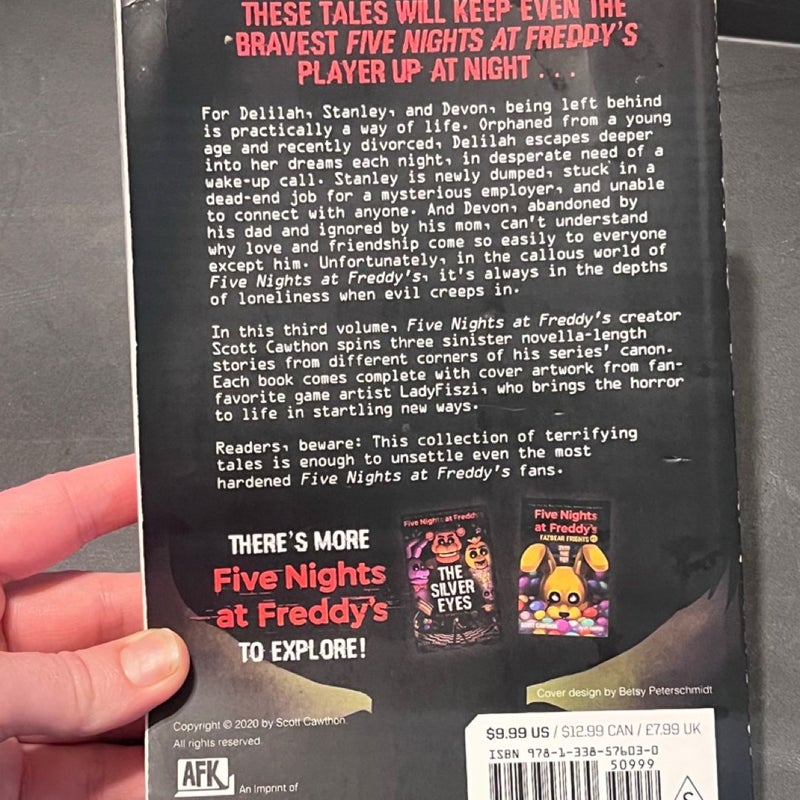 THESE TALES WILL KEEP EVEN THE
BRAVEST FIVE NIGHTS AT FREDDY'S
PLAYER UP AT NIGHT . . .
For Delilah, Stanley, and Devon, being left behind
is practically a way of life. Orphaned from a young
age and recently divorced, Delilah escapes deeper
into her dreams each night, in desperate need of a
wake-up call. Stanley is newly dumped, stuck in a
dead-end job for a mysterious employer, and unable
to connect with anyone. And Devon, abandoned by
his dad and ignored by his mom, can't understand
why love and friendship come so easily to everyone
except him. Unfortunately, in the callous world of
Five Nights at Freddy's, it's always in the depths
of loneliness when evil creeps in.
In this third volume, Five Nights at Freddy's creator
Scott Cawthon spins three sinister novella-length
stories from different corners of his series' canon.
Each book comes complete with cover artwork from fan-
favorite game artist LadyFiszi, who brings the horror
to life in startling new ways.
Readers, beware: This collection of terrifying
tales is enough to unsettle even the most
hardened Five Nights at Freddy's fans.
THERE'S MORE
Five Nights
at Freddy's
TO EXPLORE!
Five Nights at Freddy's
THE
SILVER
EYES
Five Nights
at Freddy's
FAZBEAR FRIGHTS #1
INTO
THE
PIT
SCOTT CAWTHON
Cover design by Betsy Peterschmidt
Copyright © 2020 by Scott Cawthon.
All rights reserved.
AFK
An Imprint of
$9.99 US / $12.99 CAN / £7.99 UK
ISBN 978-1-338-57603-0
50999
S